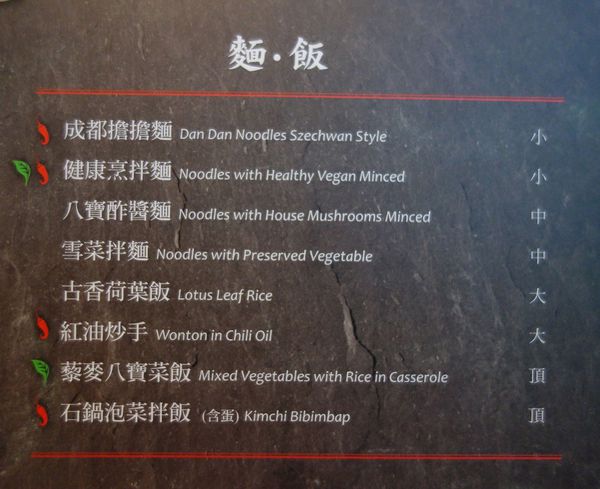 麵·飯
成都擔擔麵 Dan Dan Noodles Szechwan Style 小
健康烹拌麵 Noodles with Healthy Vegan Minced 小
八寶酢醬麵 Noodles with House Mushrooms Minced 中
雪菜拌麵 Noodles with Preserved Vegetable 中
古香荷葉飯 Lotus Leaf Rice 大
紅油炒手 Wonton in Chili Oil 大
藜麥八寶菜飯 Mixed Vegetables with Rice in Casserole 頂
石鍋泡菜拌飯 (含蛋) Kimchi Bibimbap 頂